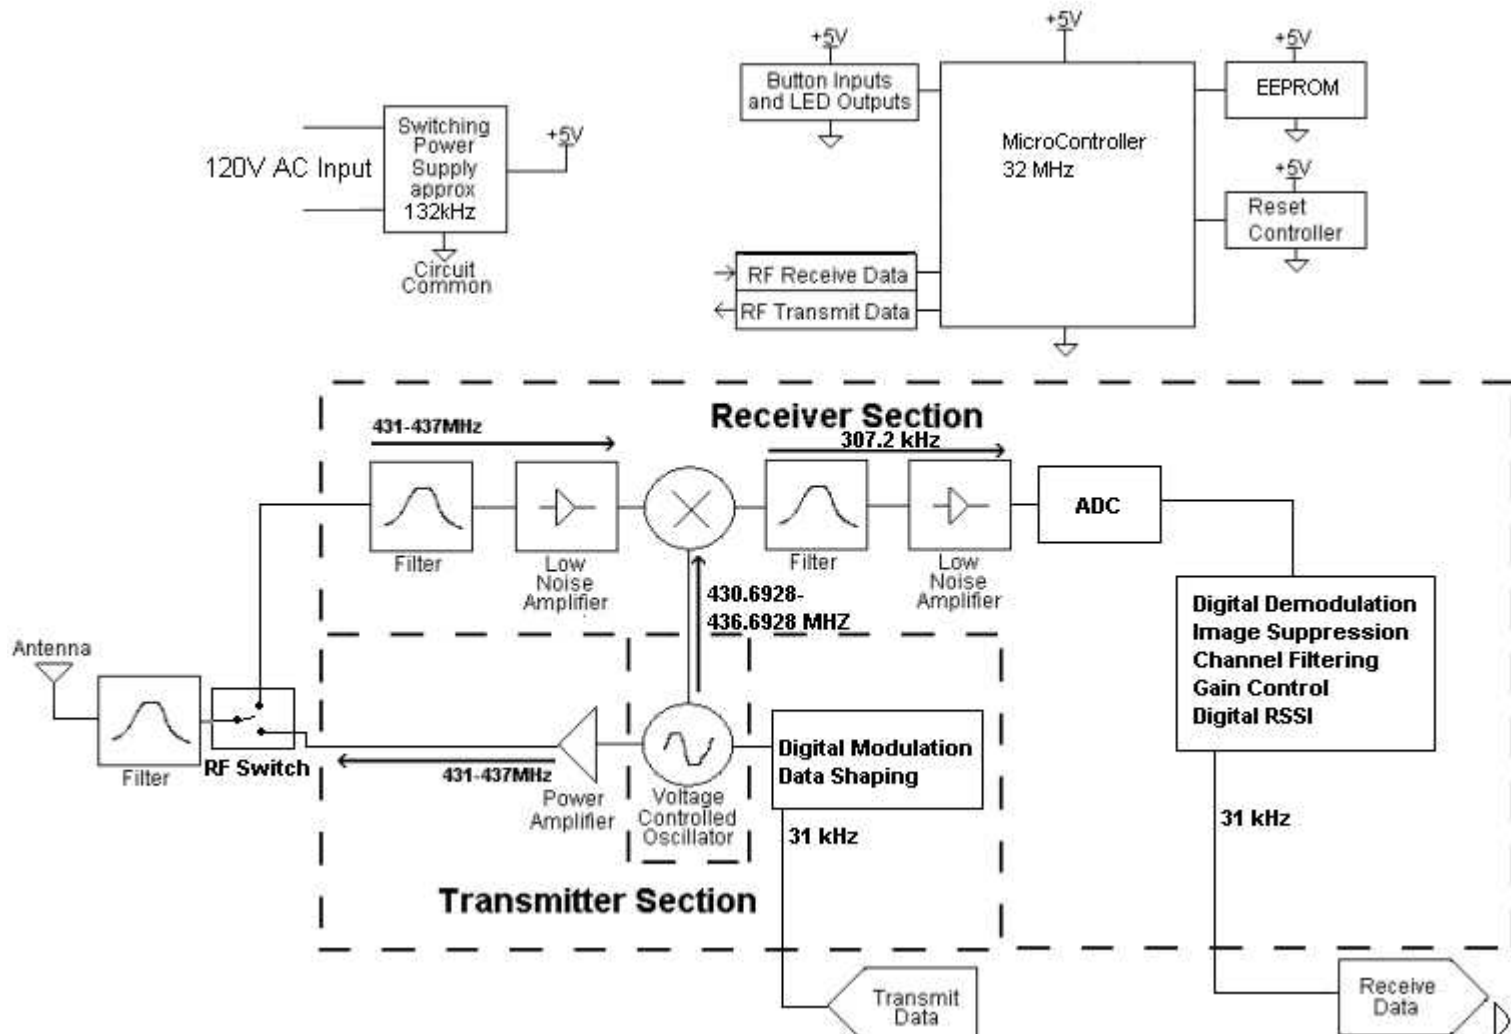 +5V
+5V
+5V
Button Inputs
and LED Outputs
EEPROM
Switching
Power
Supply
approx
132kHz
+5V
120V AC Input
MicroController
32 MHz
+5V
Reset
Controller
Circuit
Common
RF Receive Data
RF Transmit Data
Receiver Section
431-437MHz
307.2 kHz
ADC
Filter
Low
Noise
Amplifier
Filter
Low
Noise
Amplifier
430.6928-
436.6928 MHZ
Digital Demodulation
Image Suppression
Channel Filtering
Gain Control
Digital RSSI
Antenna
Filter
RF Switch
431-437MHz
Power
Amplifier
Voltage
Controlled
Oscillator
Digital Modulation
Data Shaping
31 kHz
31 kHz
Transmitter Section
Transmit
Data
Receive
Data